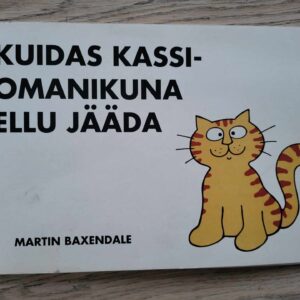 KUIDAS KASSI-
OMANIKUNA
ELLU JÄÄDA
MARTIN BAXENDALE